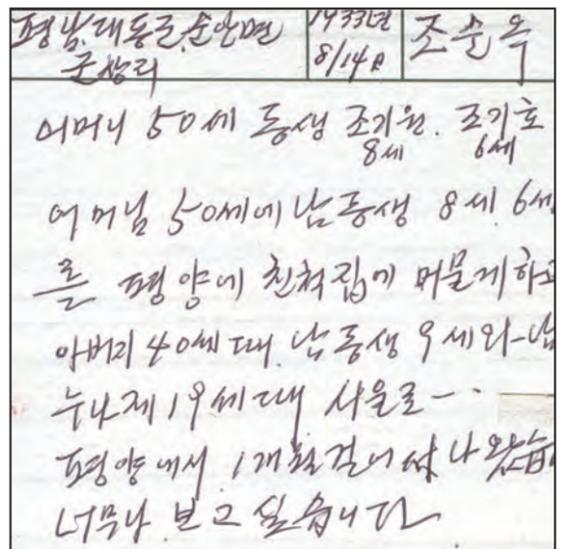 평남.대동군.순안면
군상리
1933년
8/14日
조순옥
어머니 50세 동생 조기원. 조기호
8세 6세
어머님 50세에 남동생 8세. 6세
를 평양에 친척집에 머물게하고
아버지 40세 때. 남동생 9세와-남
누나 제 19세 때 서울로-··
평양에서 1개월 걸어서 나왔습
너무나 보고 싶습니다